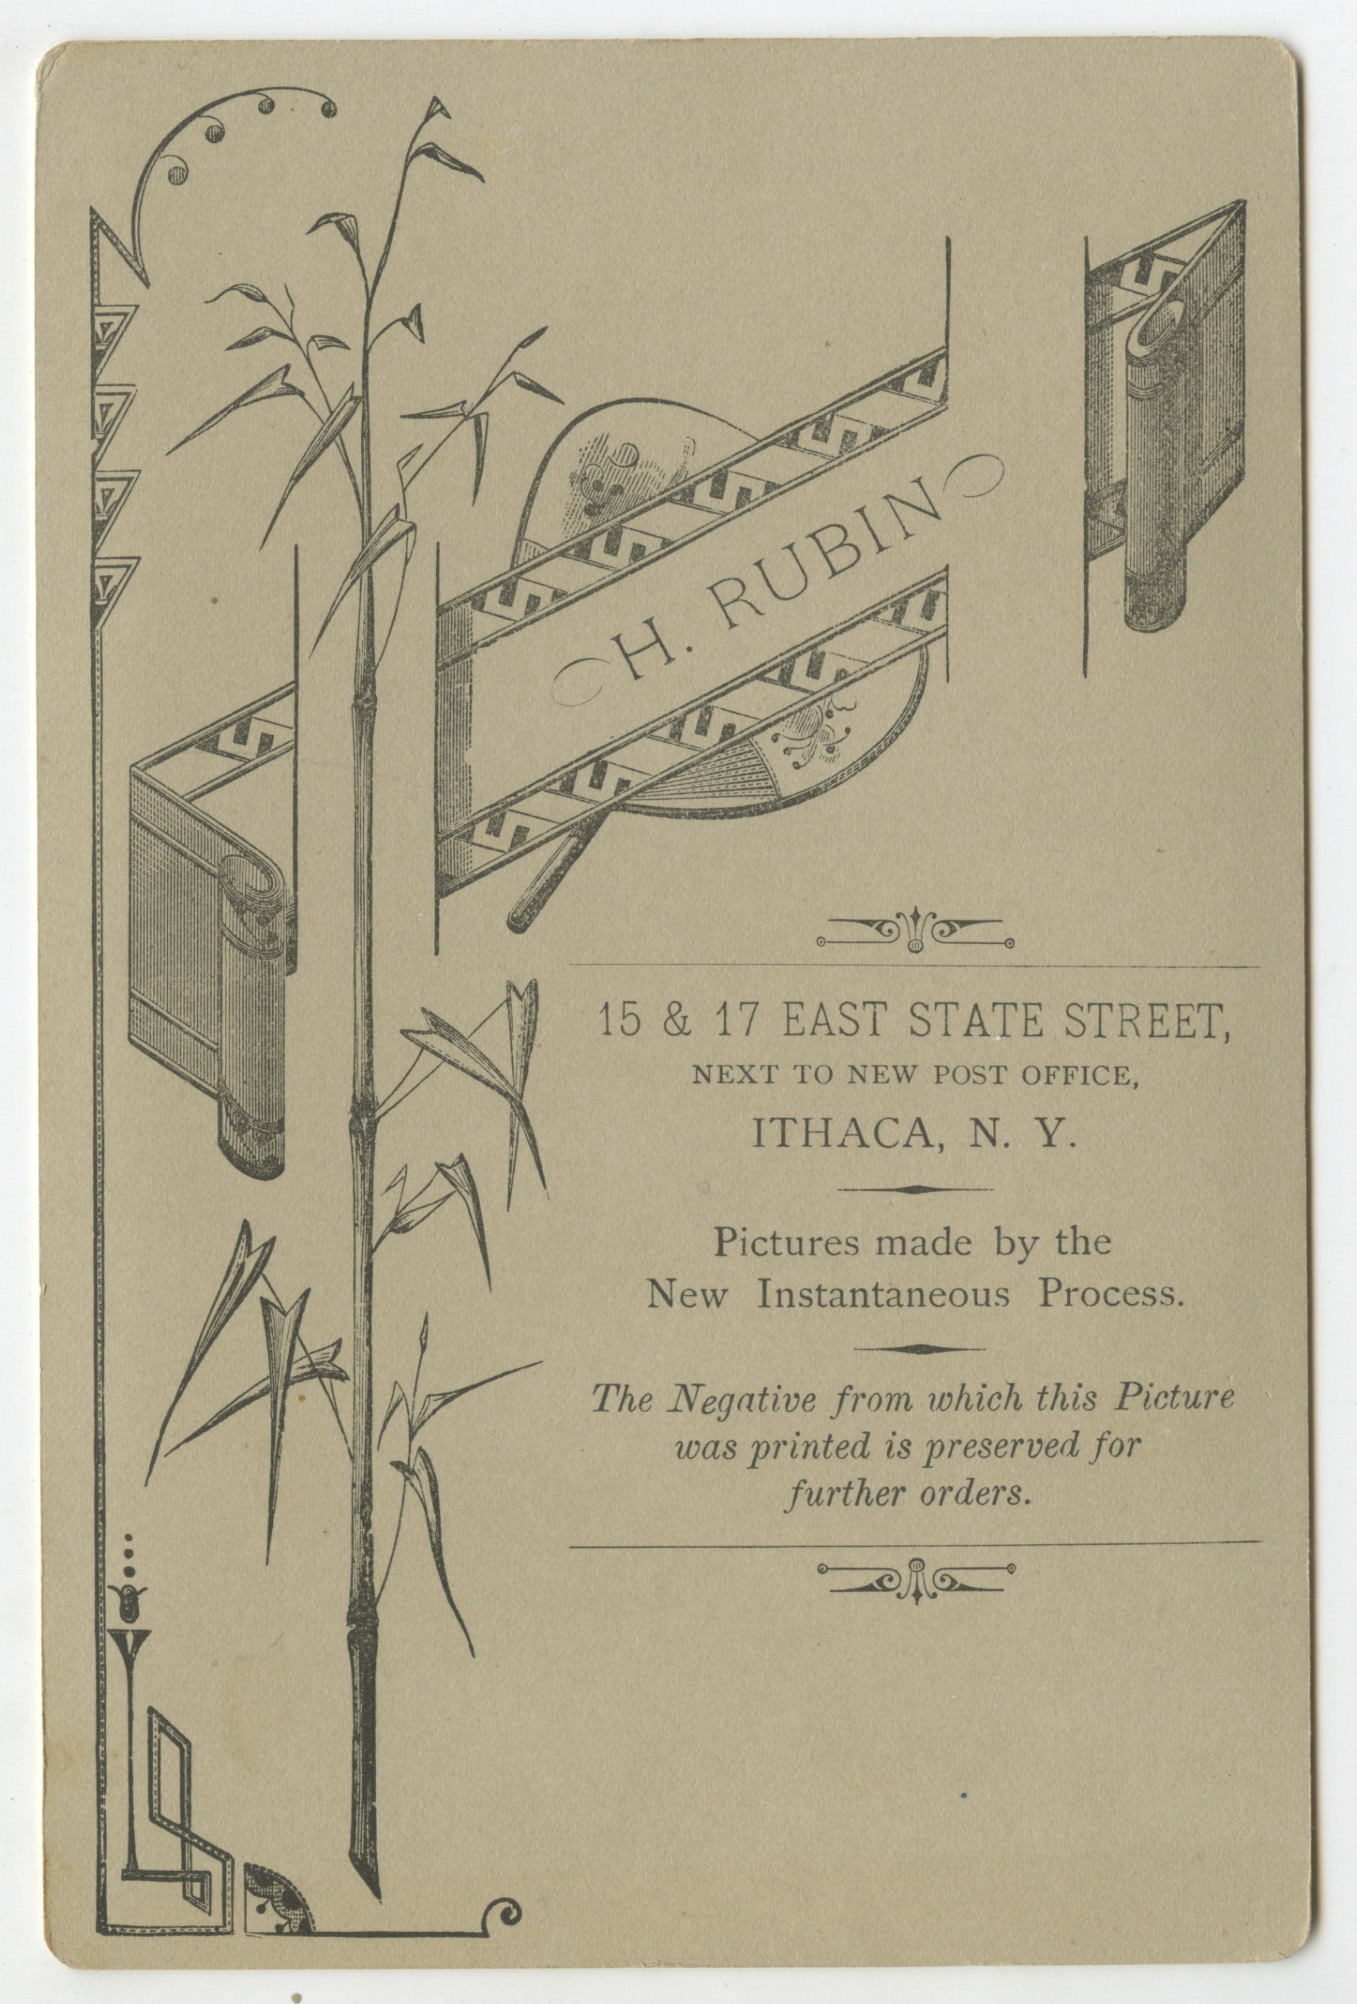 H. RUBIN
15 & 17 EAST STATE STREET,
NEXT TO NEW POST OFFICE,
ITHACA, N. Y.
Pictures made by the
New Instantaneous Process.
The Negative from which this Picture
was printed is preserved for
further orders.